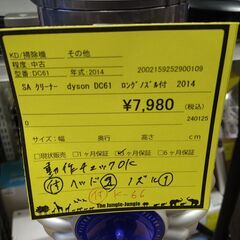 KD/掃除機 その他
程度:中古
型式:DC61 年式:2014 2002159252900109
SA クリーナー dyson DC61 ロングノズル付 2014
¥7,980 (税込)
240125
サイズ:幅 奥行 高さ cm
□現状販売 □1ヶ月保証 □3ヶ月保証 □6ヶ月保証
動作チェックOK
付 ヘッド② ノズル①
付 K-66
The Jungle-Jungle